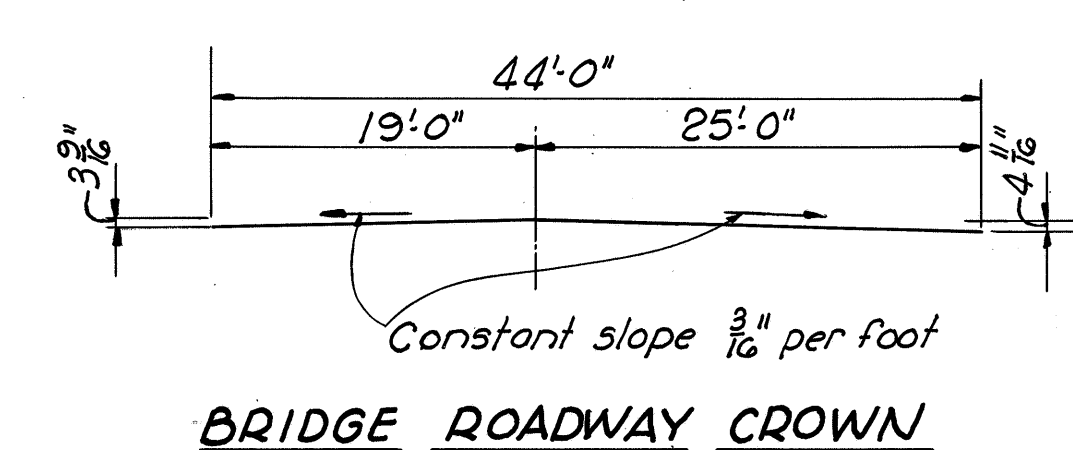 44'-0"
19'-0" 25'-0"
3 9/16"
4 11/16"
Constant slope 3/16" per foot
BRIDGE ROADWAY CROWN